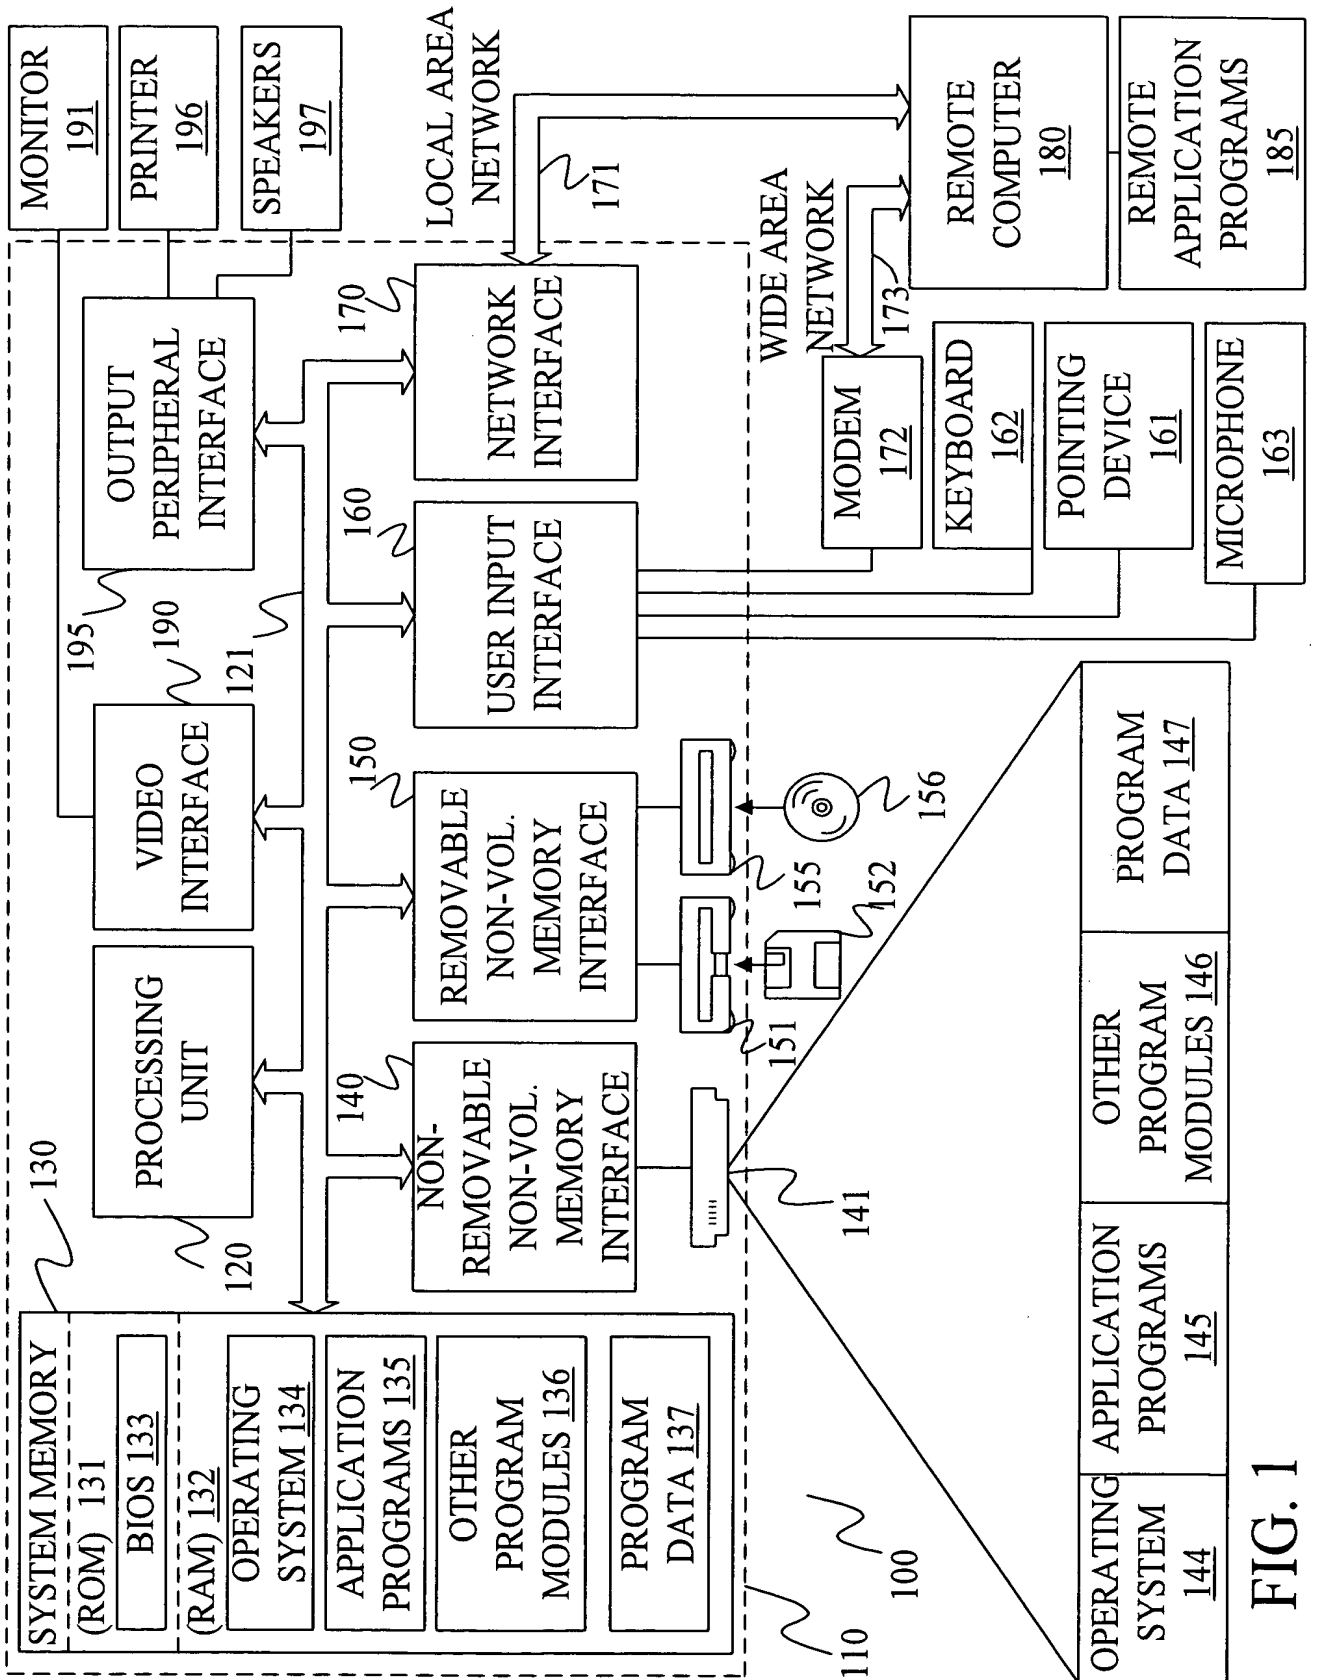 SYSTEM MEMORY
(ROM) 131
BIOS 133
(RAM) 132
OPERATING
SYSTEM 134
APPLICATION
PROGRAMS 135
OTHER
PROGRAM
MODULES 136
PROGRAM
DATA 137
130
PROCESSING
UNIT
120
VIDEO
INTERFACE
190
OUTPUT
PERIPHERAL
INTERFACE
195
121
MONITOR
191
PRINTER
196
SPEAKERS
197
NON-
REMOVABLE
NON-VOL.
MEMORY
INTERFACE
140
REMOVABLE
NON-VOL.
MEMORY
INTERFACE
150
USER INPUT
INTERFACE
160
NETWORK
INTERFACE
170
LOCAL AREA
NETWORK
171
WIDE AREA
NETWORK
173
MODEM
172
KEYBOARD
162
POINTING
DEVICE
161
MICROPHONE
163
REMOTE
COMPUTER
180
REMOTE
APPLICATION
PROGRAMS
185
141
151
152
155
156
110
100
OPERATING
SYSTEM
144
APPLICATION
PROGRAMS
145
OTHER
PROGRAM
MODULES 146
PROGRAM
DATA 147
FIG. 1